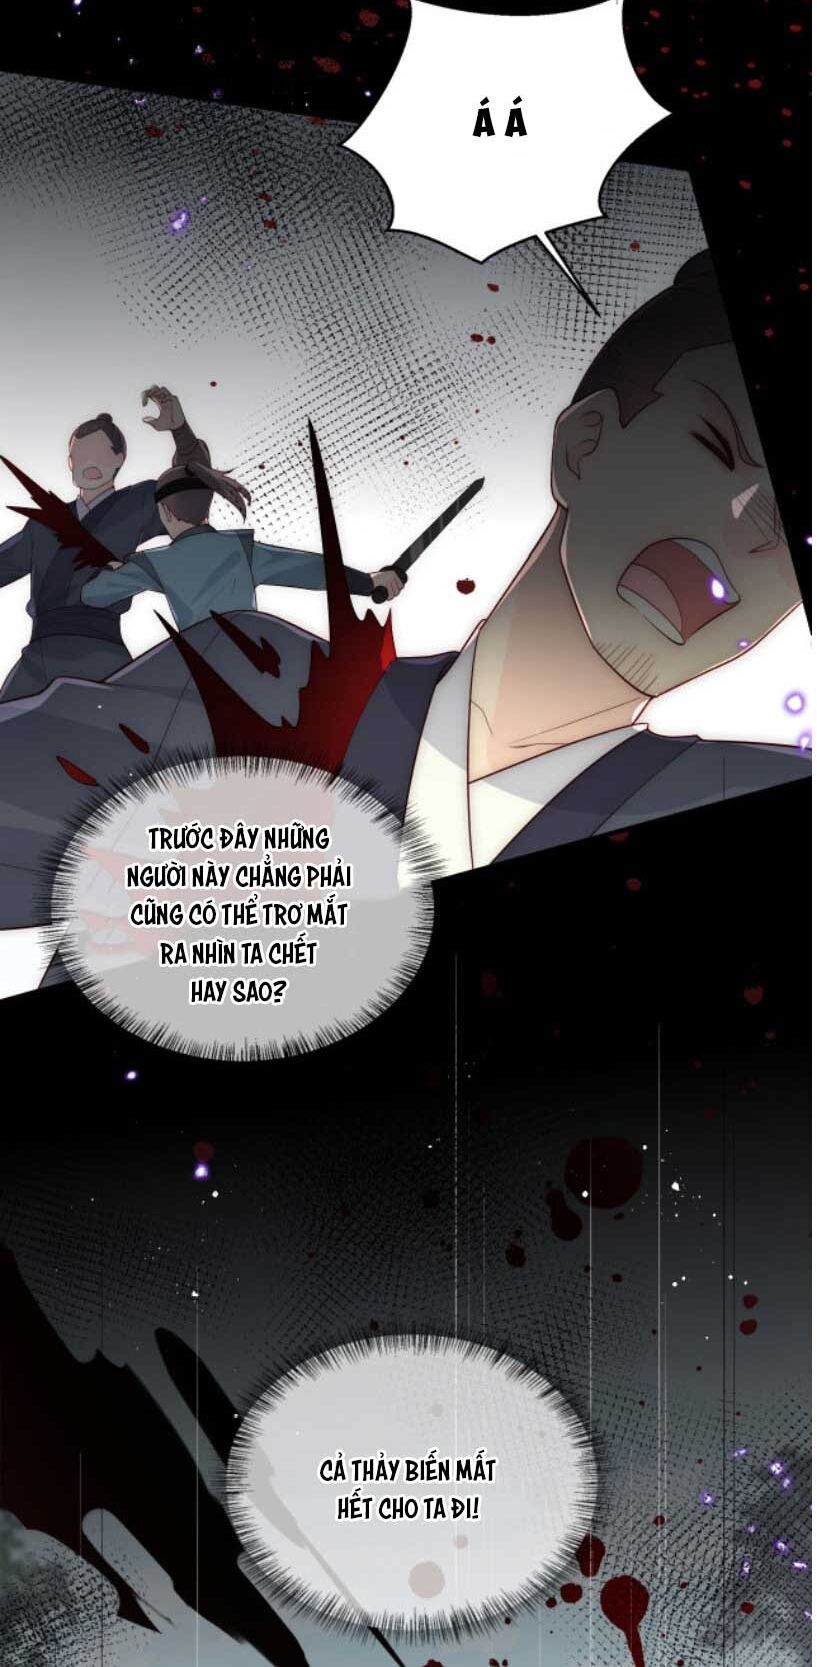 Á Á
TRƯỚC ĐÂY NHỮNG
NGƯỜI NÀY CHẲNG PHẢI
CŨNG CÓ THỂ TRƠ MẮT
RA NHÌN TA CHẾT
HAY SAO?
CẢ THẢY BIẾN MẤT
HẾT CHO TA ĐI!